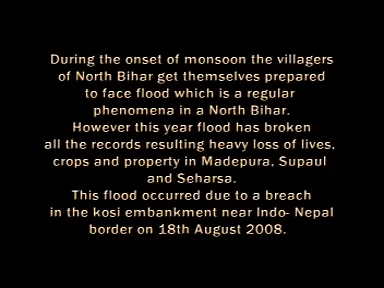 During the onset of monsoon the villagers
of North Bihar get themselves prepared
to face flood which is a regular
phenomena in a North Bihar.
However this year flood has broken
all the records resulting heavy loss of lives,
crops and property in Madepura, Supaul
and Seharsa.
This flood occurred due to a breach
in the kosi embankment near Indo- Nepal
border on 18th August 2008.